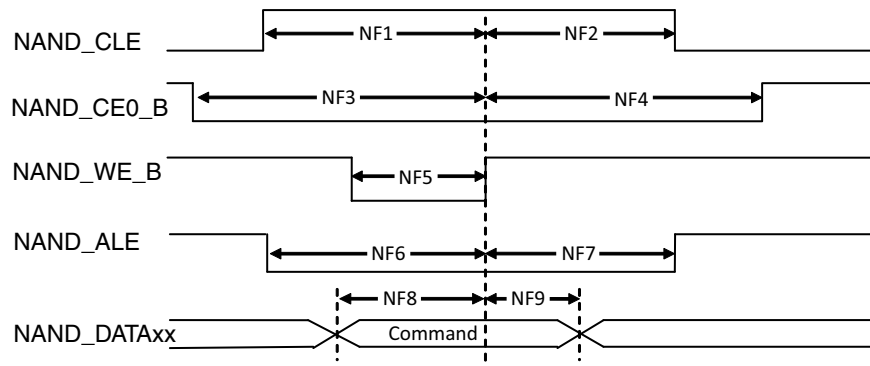 NAND_CLE NF1 NF2
NAND_CE0_B NF3 NF4
NAND_WE_B NF5
NAND_ALE NF6 NF7
NF8 NF9
NAND_DATAxx Command